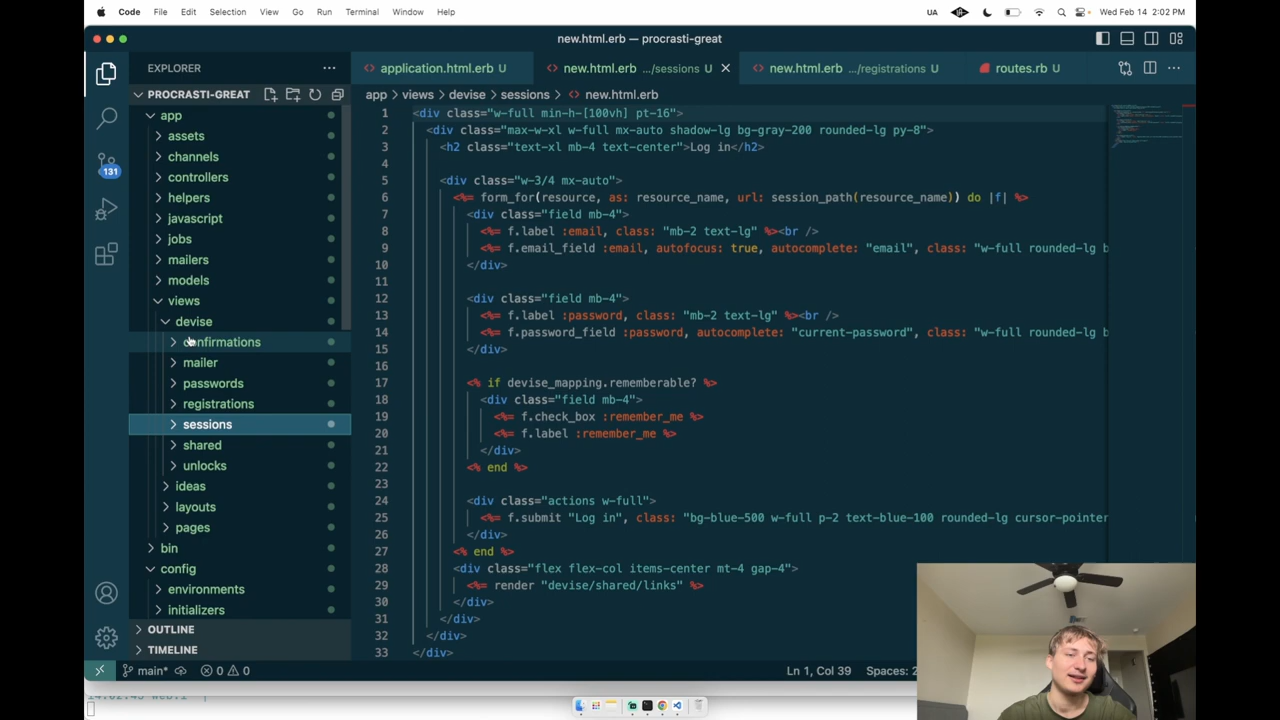 Code File Edit Selection View Go Run Terminal Window Help UA Wed Feb 14 2:02 PM
new.html.erb — procrasti-great
EXPLORER
application.html.erb U
new.html.erb .../sessions U
new.html.erb .../registrations U
routes.rb U
PROCRASTI-GREAT
app > views > devise > sessions > <> new.html.erb
app
assets
channels
controllers
helpers
javascript
jobs
mailers
models
views
devise
confirmations
mailer
passwords
registrations
sessions
shared
unlocks
ideas
layouts
pages
bin
config
environments
initializers
OUTLINE
TIMELINE
131
1 <div class="w-full min-h-[100vh] pt-16">
2 <div class="max-w-xl w-full mx-auto shadow-lg bg-gray-200 rounded-lg py-8">
3 <h2 class="text-xl mb-4 text-center">Log in</h2>
4
5 <div class="w-3/4 mx-auto">
6 <%= form_for(resource, as: resource_name, url: session_path(resource_name)) do |f| %>
7 <div class="field mb-4">
8 <%= f.label :email, class: "mb-2 text-lg" %><br />
9 <%= f.email_field :email, autofocus: true, autocomplete: "email", class: "w-full rounded-lg b
10 </div>
11
12 <div class="field mb-4">
13 <%= f.label :password, class: "mb-2 text-lg" %><br />
14 <%= f.password_field :password, autocomplete: "current-password", class: "w-full rounded-lg b
15 </div>
16
17 <% if devise_mapping.rememberable? %>
18 <div class="field mb-4">
19 <%= f.check_box :remember_me %>
20 <%= f.label :remember_me %>
21 </div>
22 <% end %>
23
24 <div class="actions w-full">
25 <%= f.submit "Log in", class: "bg-blue-500 w-full p-2 text-blue-100 rounded-lg cursor-pointer
26 </div>
27 <% end %>
28 <div class="flex flex-col items-center mt-4 gap-4">
29 <%= render "devise/shared/links" %>
30 </div>
31 </div>
32 </div>
33 </div>
main* 0 0 Ln 1, Col 39 Spaces: 2